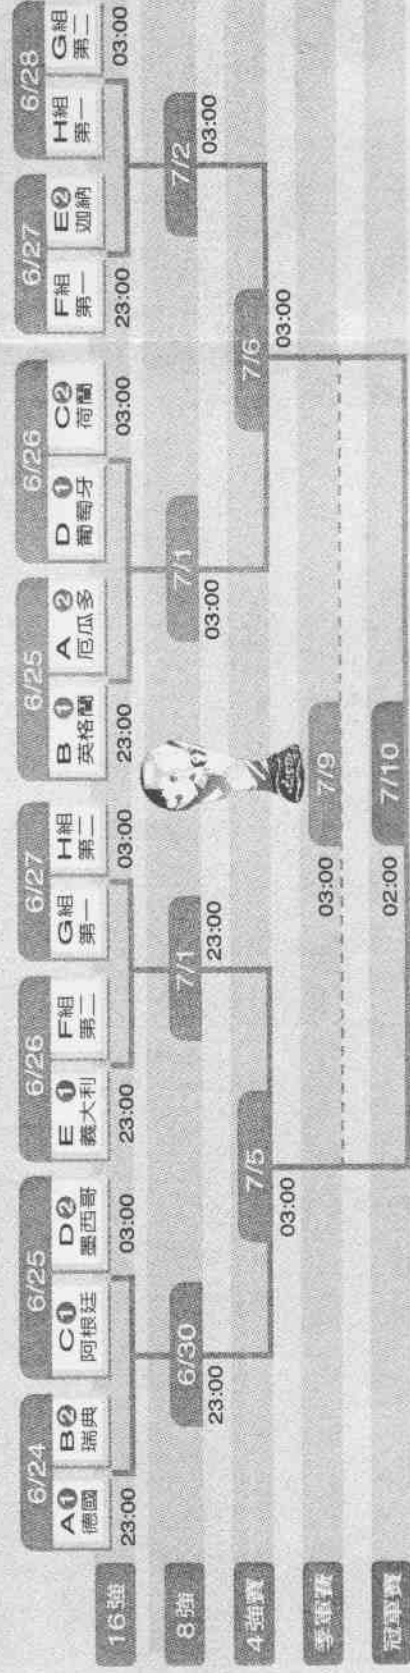 16強
6/24
A❶ B❷
德國 瑞典
23:00
6/25
C❶ D❷
阿根廷 墨西哥
03:00
6/26
E❶ F組
義大利 第二
23:00
6/27
G組 H組
第一 第二
03:00
6/25
B❶ A❷
英格蘭 厄瓜多
23:00
6/26
D❶ C❷
葡萄牙 荷蘭
03:00
6/27
F組 E❷
第一 迦納
23:00
6/28
H組 G組
第一 第二
03:00
8強
6/30
23:00
7/1
23:00
7/1
03:00
7/2
03:00
4強賽
7/5
03:00
7/6
03:00
季軍賽
7/9
03:00
冠軍賽
7/10
02:00